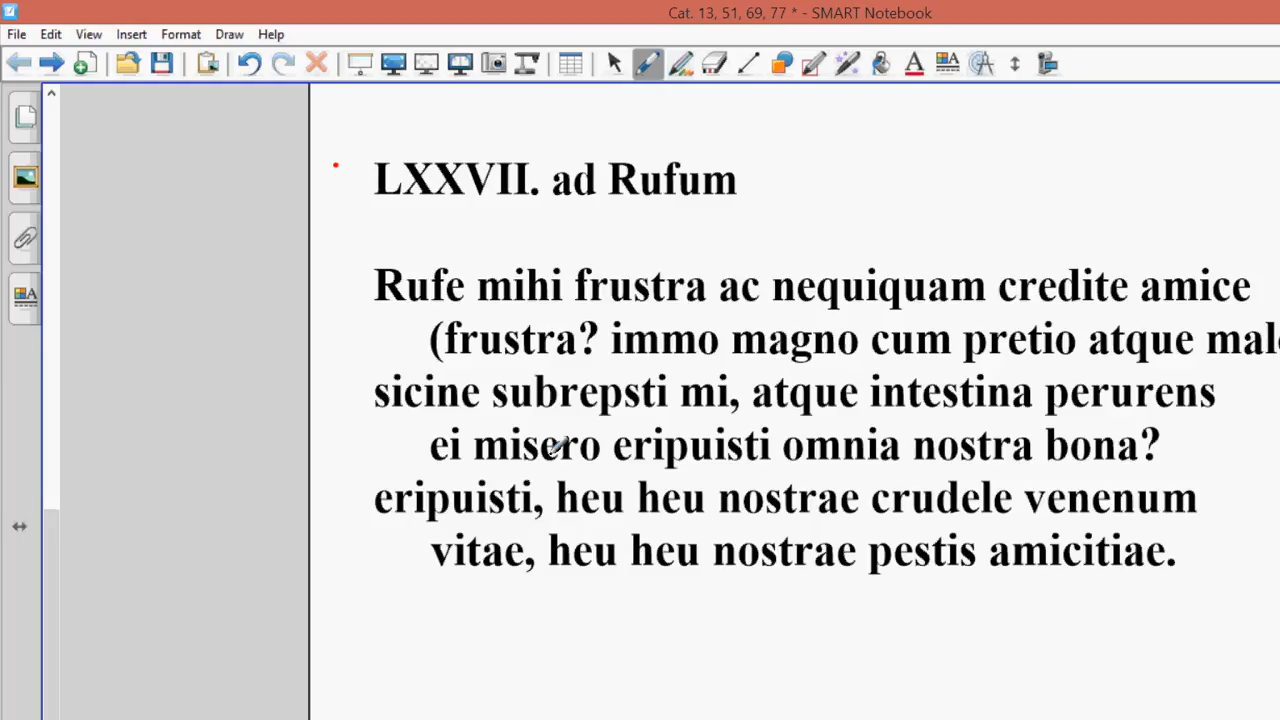 Cat. 13, 51, 69, 77 * - SMART Notebook
File Edit View Insert Format Draw Help
LXXVII. ad Rufum
Rufe mihi frustra ac nequiquam credite amice
(frustra? immo magno cum pretio atque
sicine subrepsti mi, atque intestina perurens
ei misero eripuisti omnia nostra bona?
eripuisti, heu heu nostrae crudele venenum
vitae, heu heu nostrae pestis amicitiae.